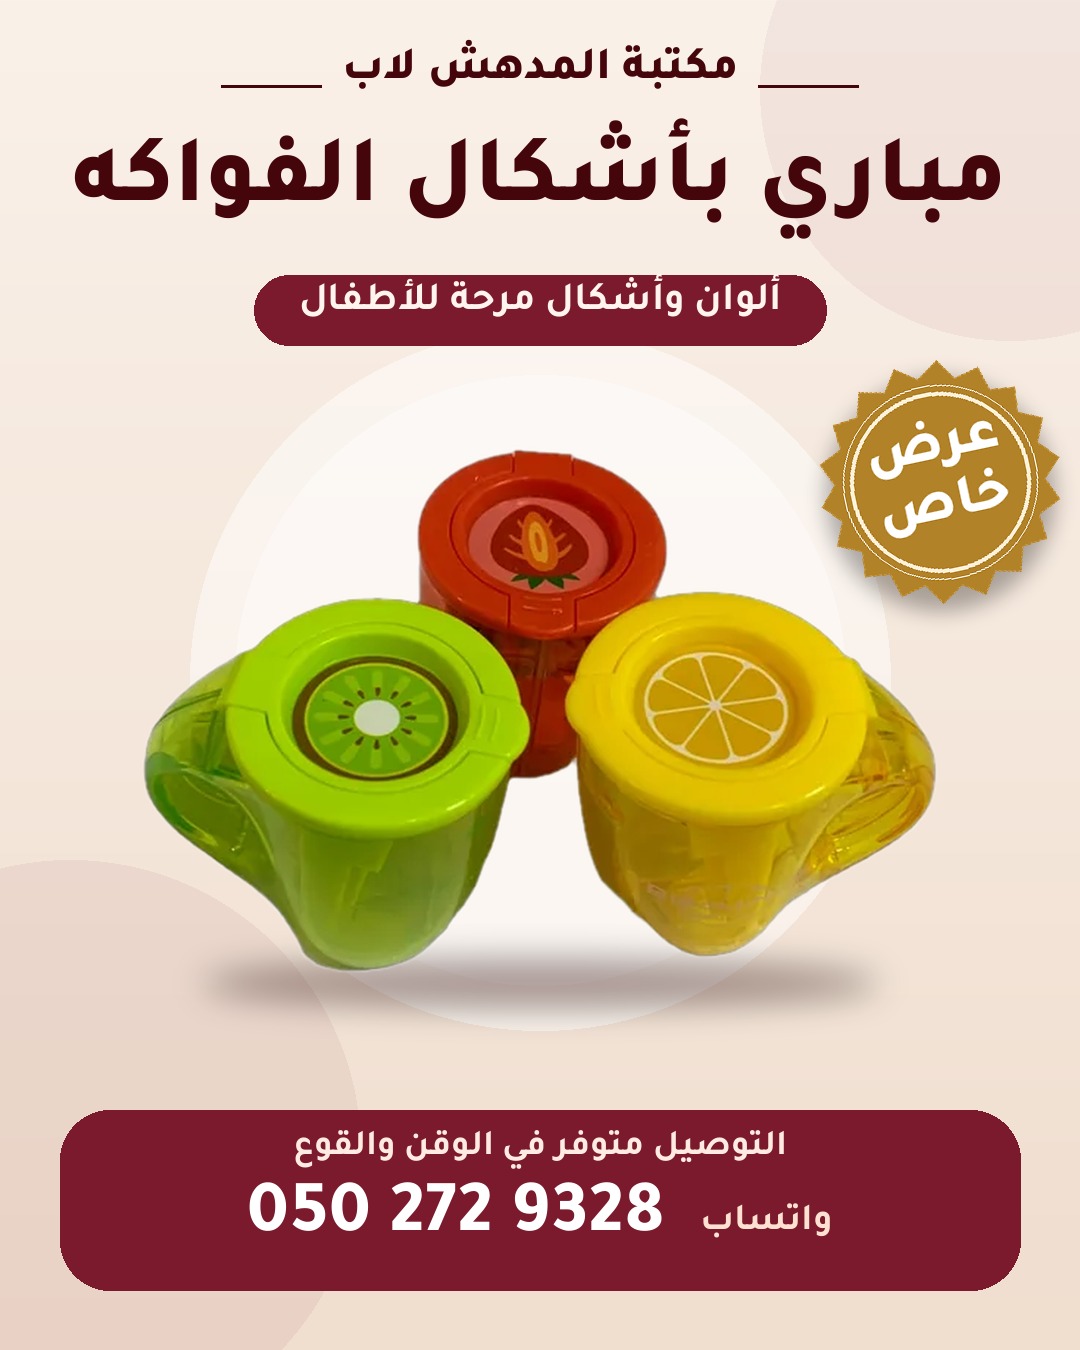 مكتبة المدهش لاب
مباري بأشكال الفواكه
ألوان وأشكال مرحة للأطفال
عرض
خاص
التوصيل متوفر في الوقن والقوع
واتساب 050 272 9328